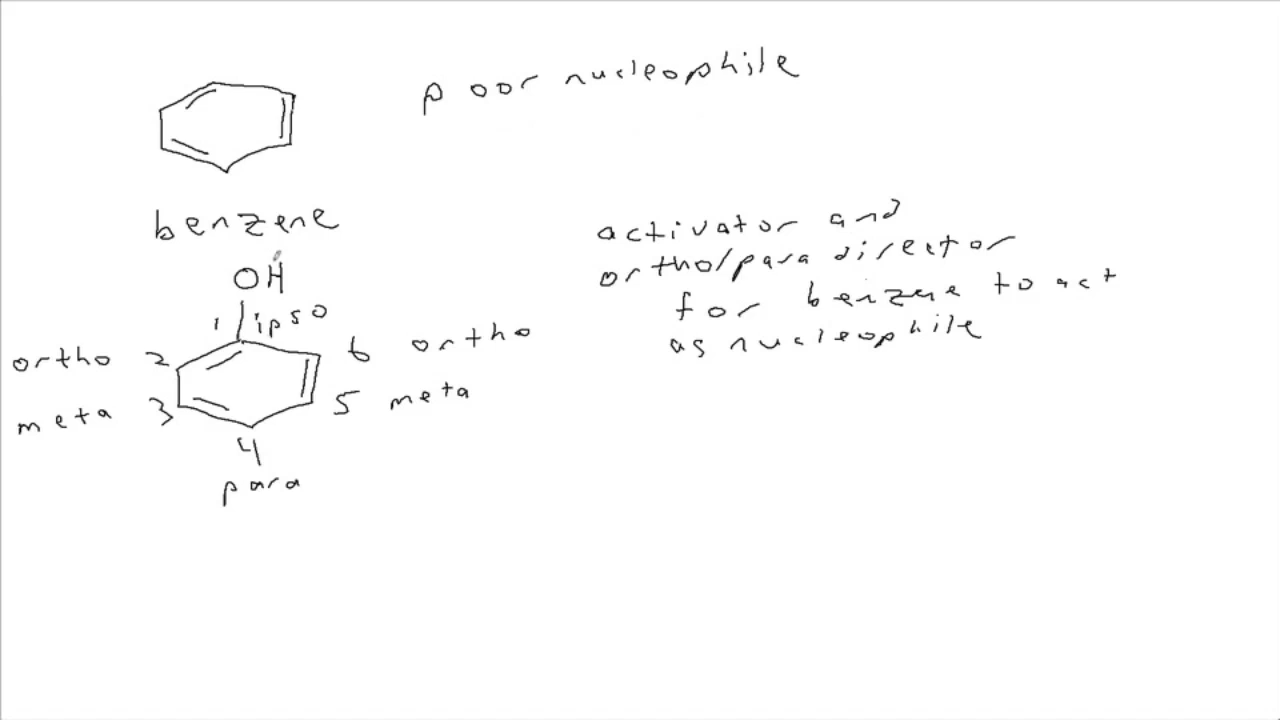 poor nucleophile
benzene
activator and
ortho/para director
for benzene to act
as nucleophile
OH
1 ipso
ortho 2 6 ortho
meta 3 5 meta
4
para